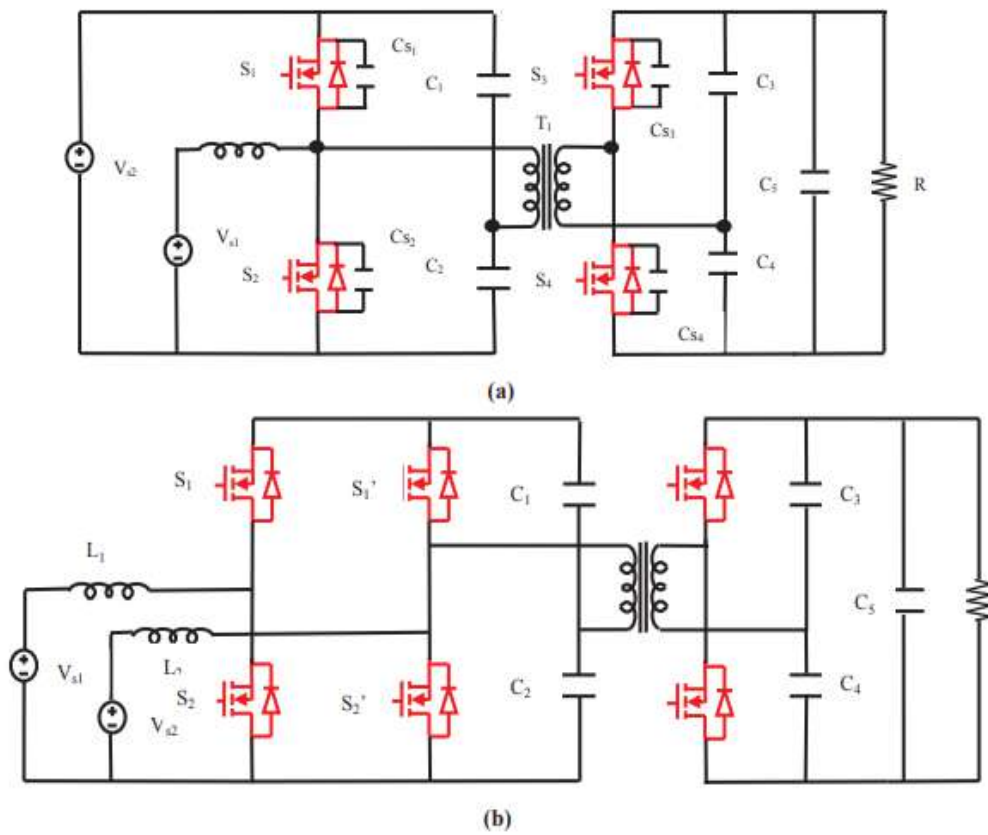 Cs₁
S₁
C₁
S₃
C₃
T₁
Cs₁
Vs₂
C₅
R
Vs₁
Cs₂
S₂
C₂
S₄
C₄
Cs₄
(a)
S₁
S₁’
C₁
C₃
L₁
C₅
Vs₁
L₂
S₂
Vs₂
S₂’
C₂
C₄
(b)